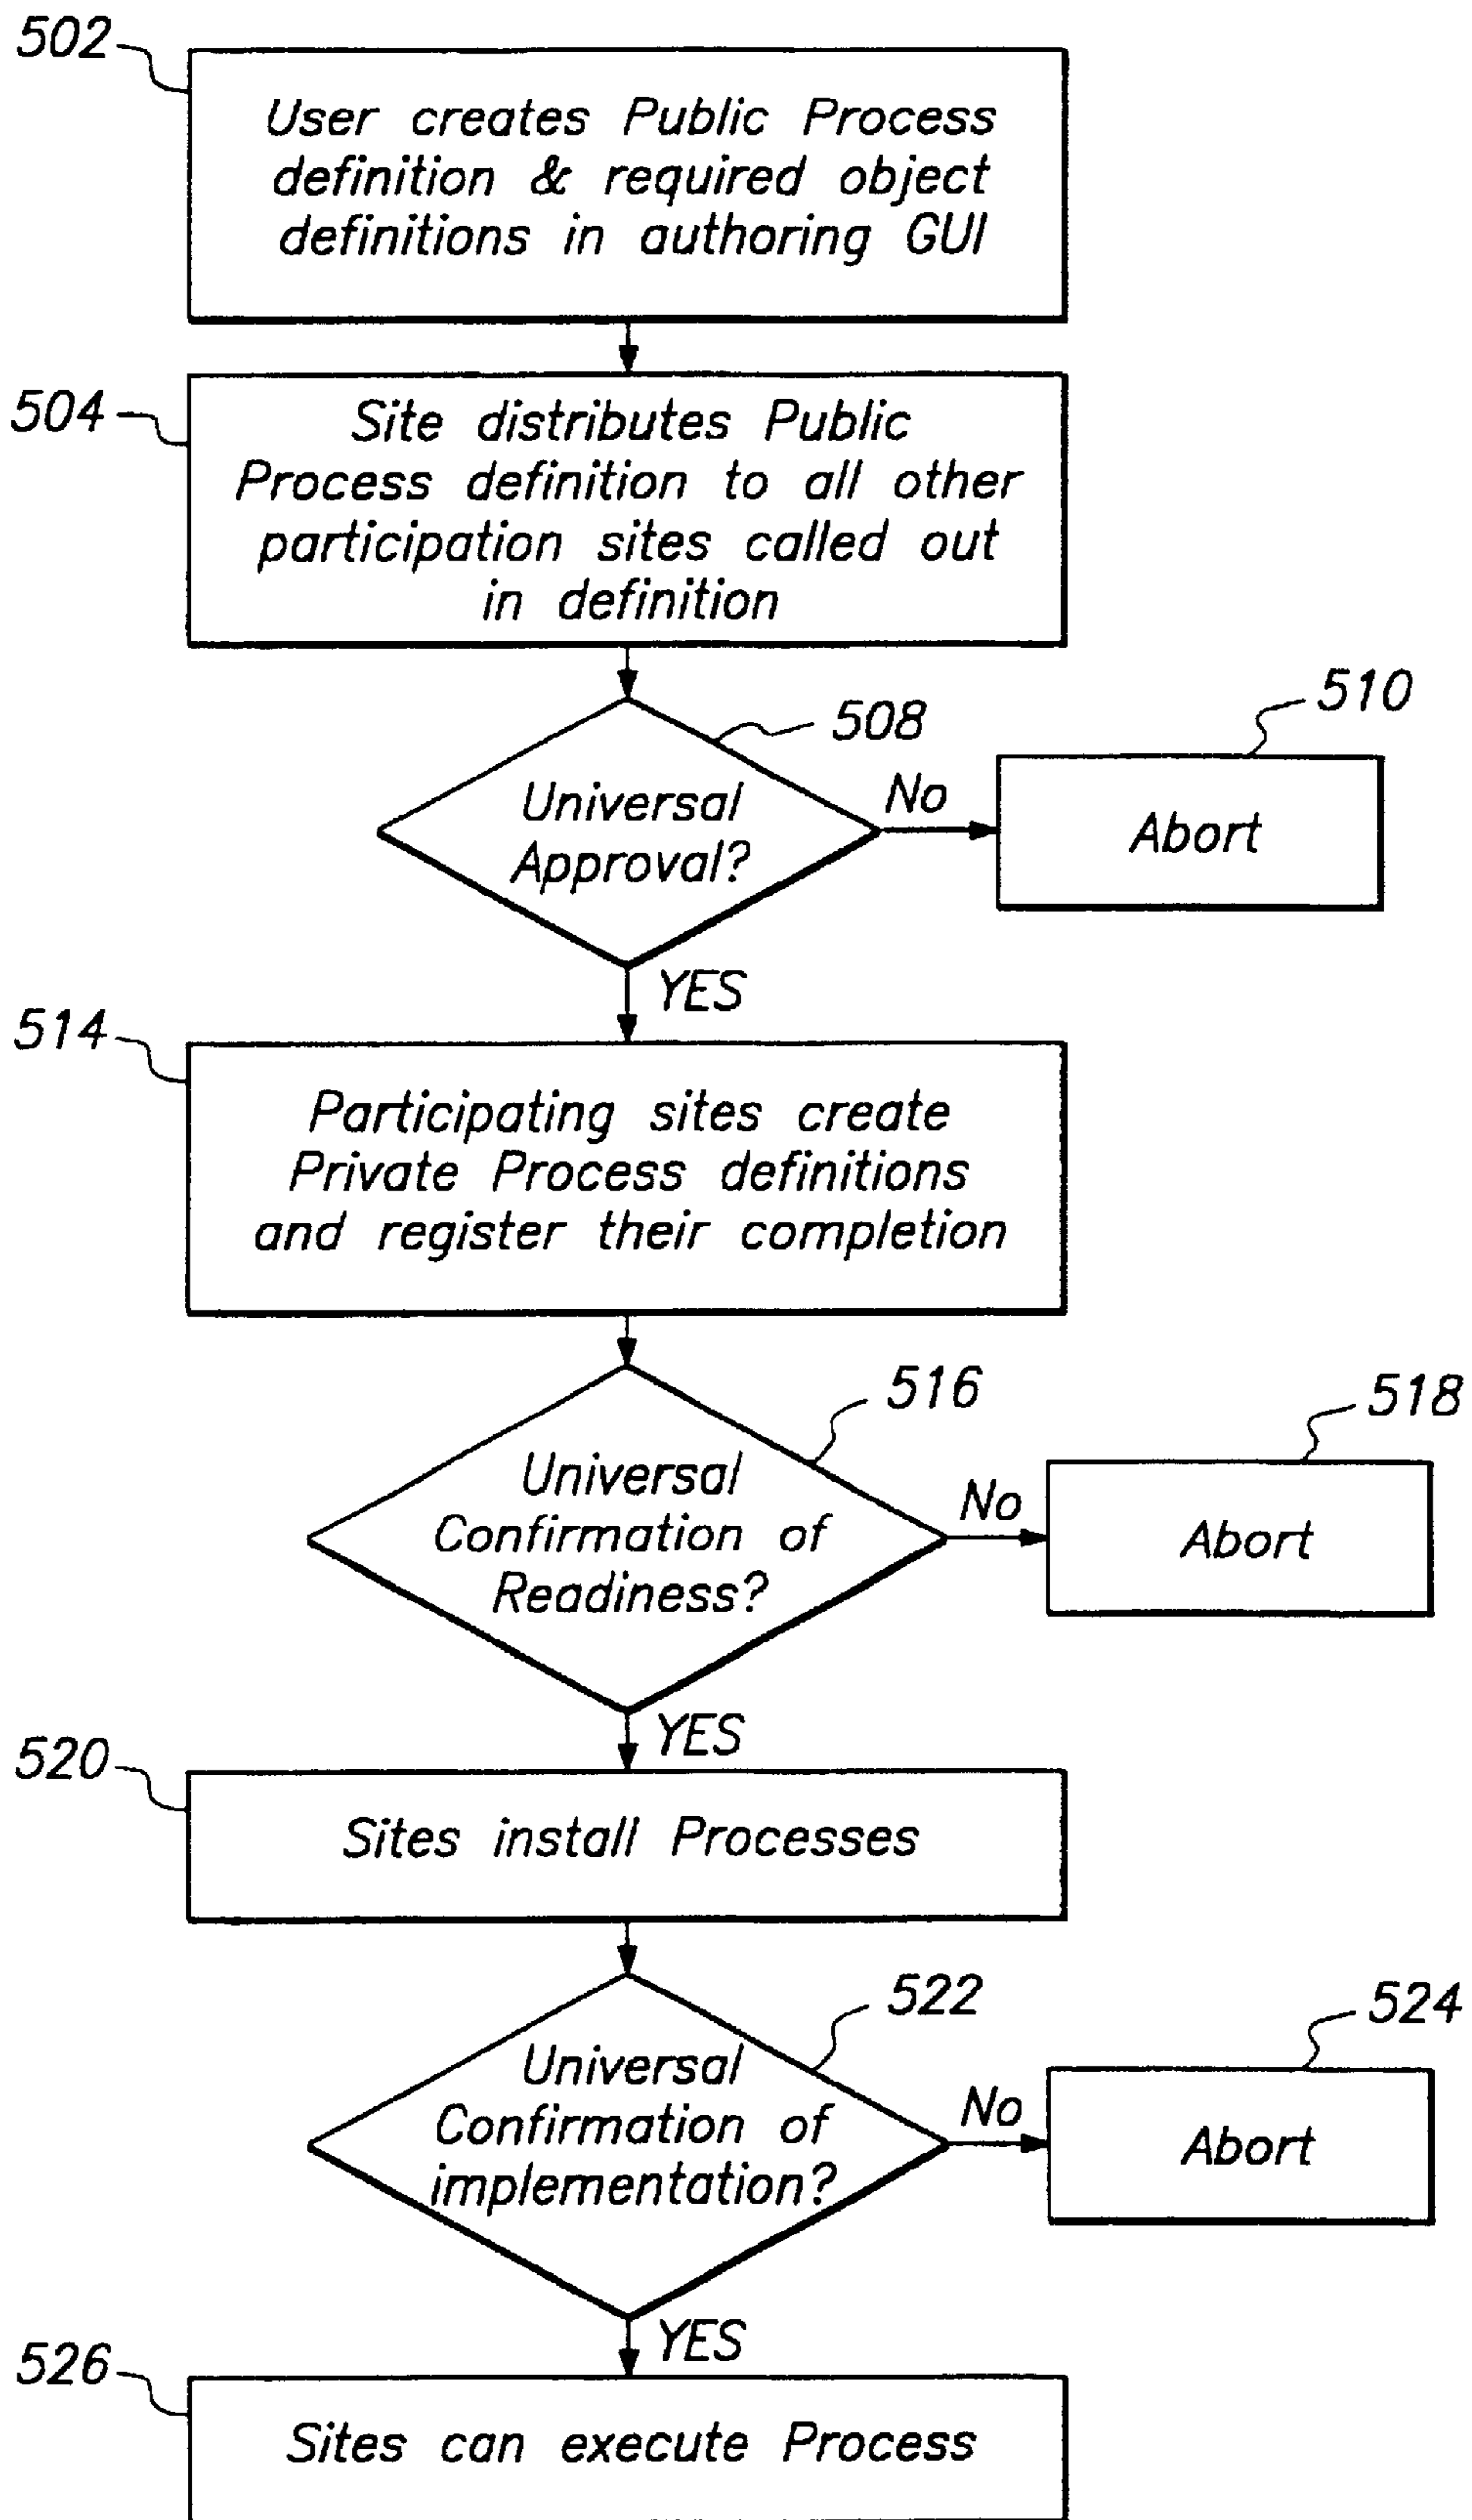 502
User creates Public Process
definition & required object
definitions in authoring GUI
504
Site distributes Public
Process definition to all other
participation sites called out
in definition
508
510
Universal
Approval?
No
Abort
YES
514
Participating sites create
Private Process definitions
and register their completion
516
518
Universal
Confirmation of
Readiness?
No
Abort
YES
520
Sites install Processes
522
524
Universal
Confirmation of
implementation?
No
Abort
YES
526
Sites can execute Process